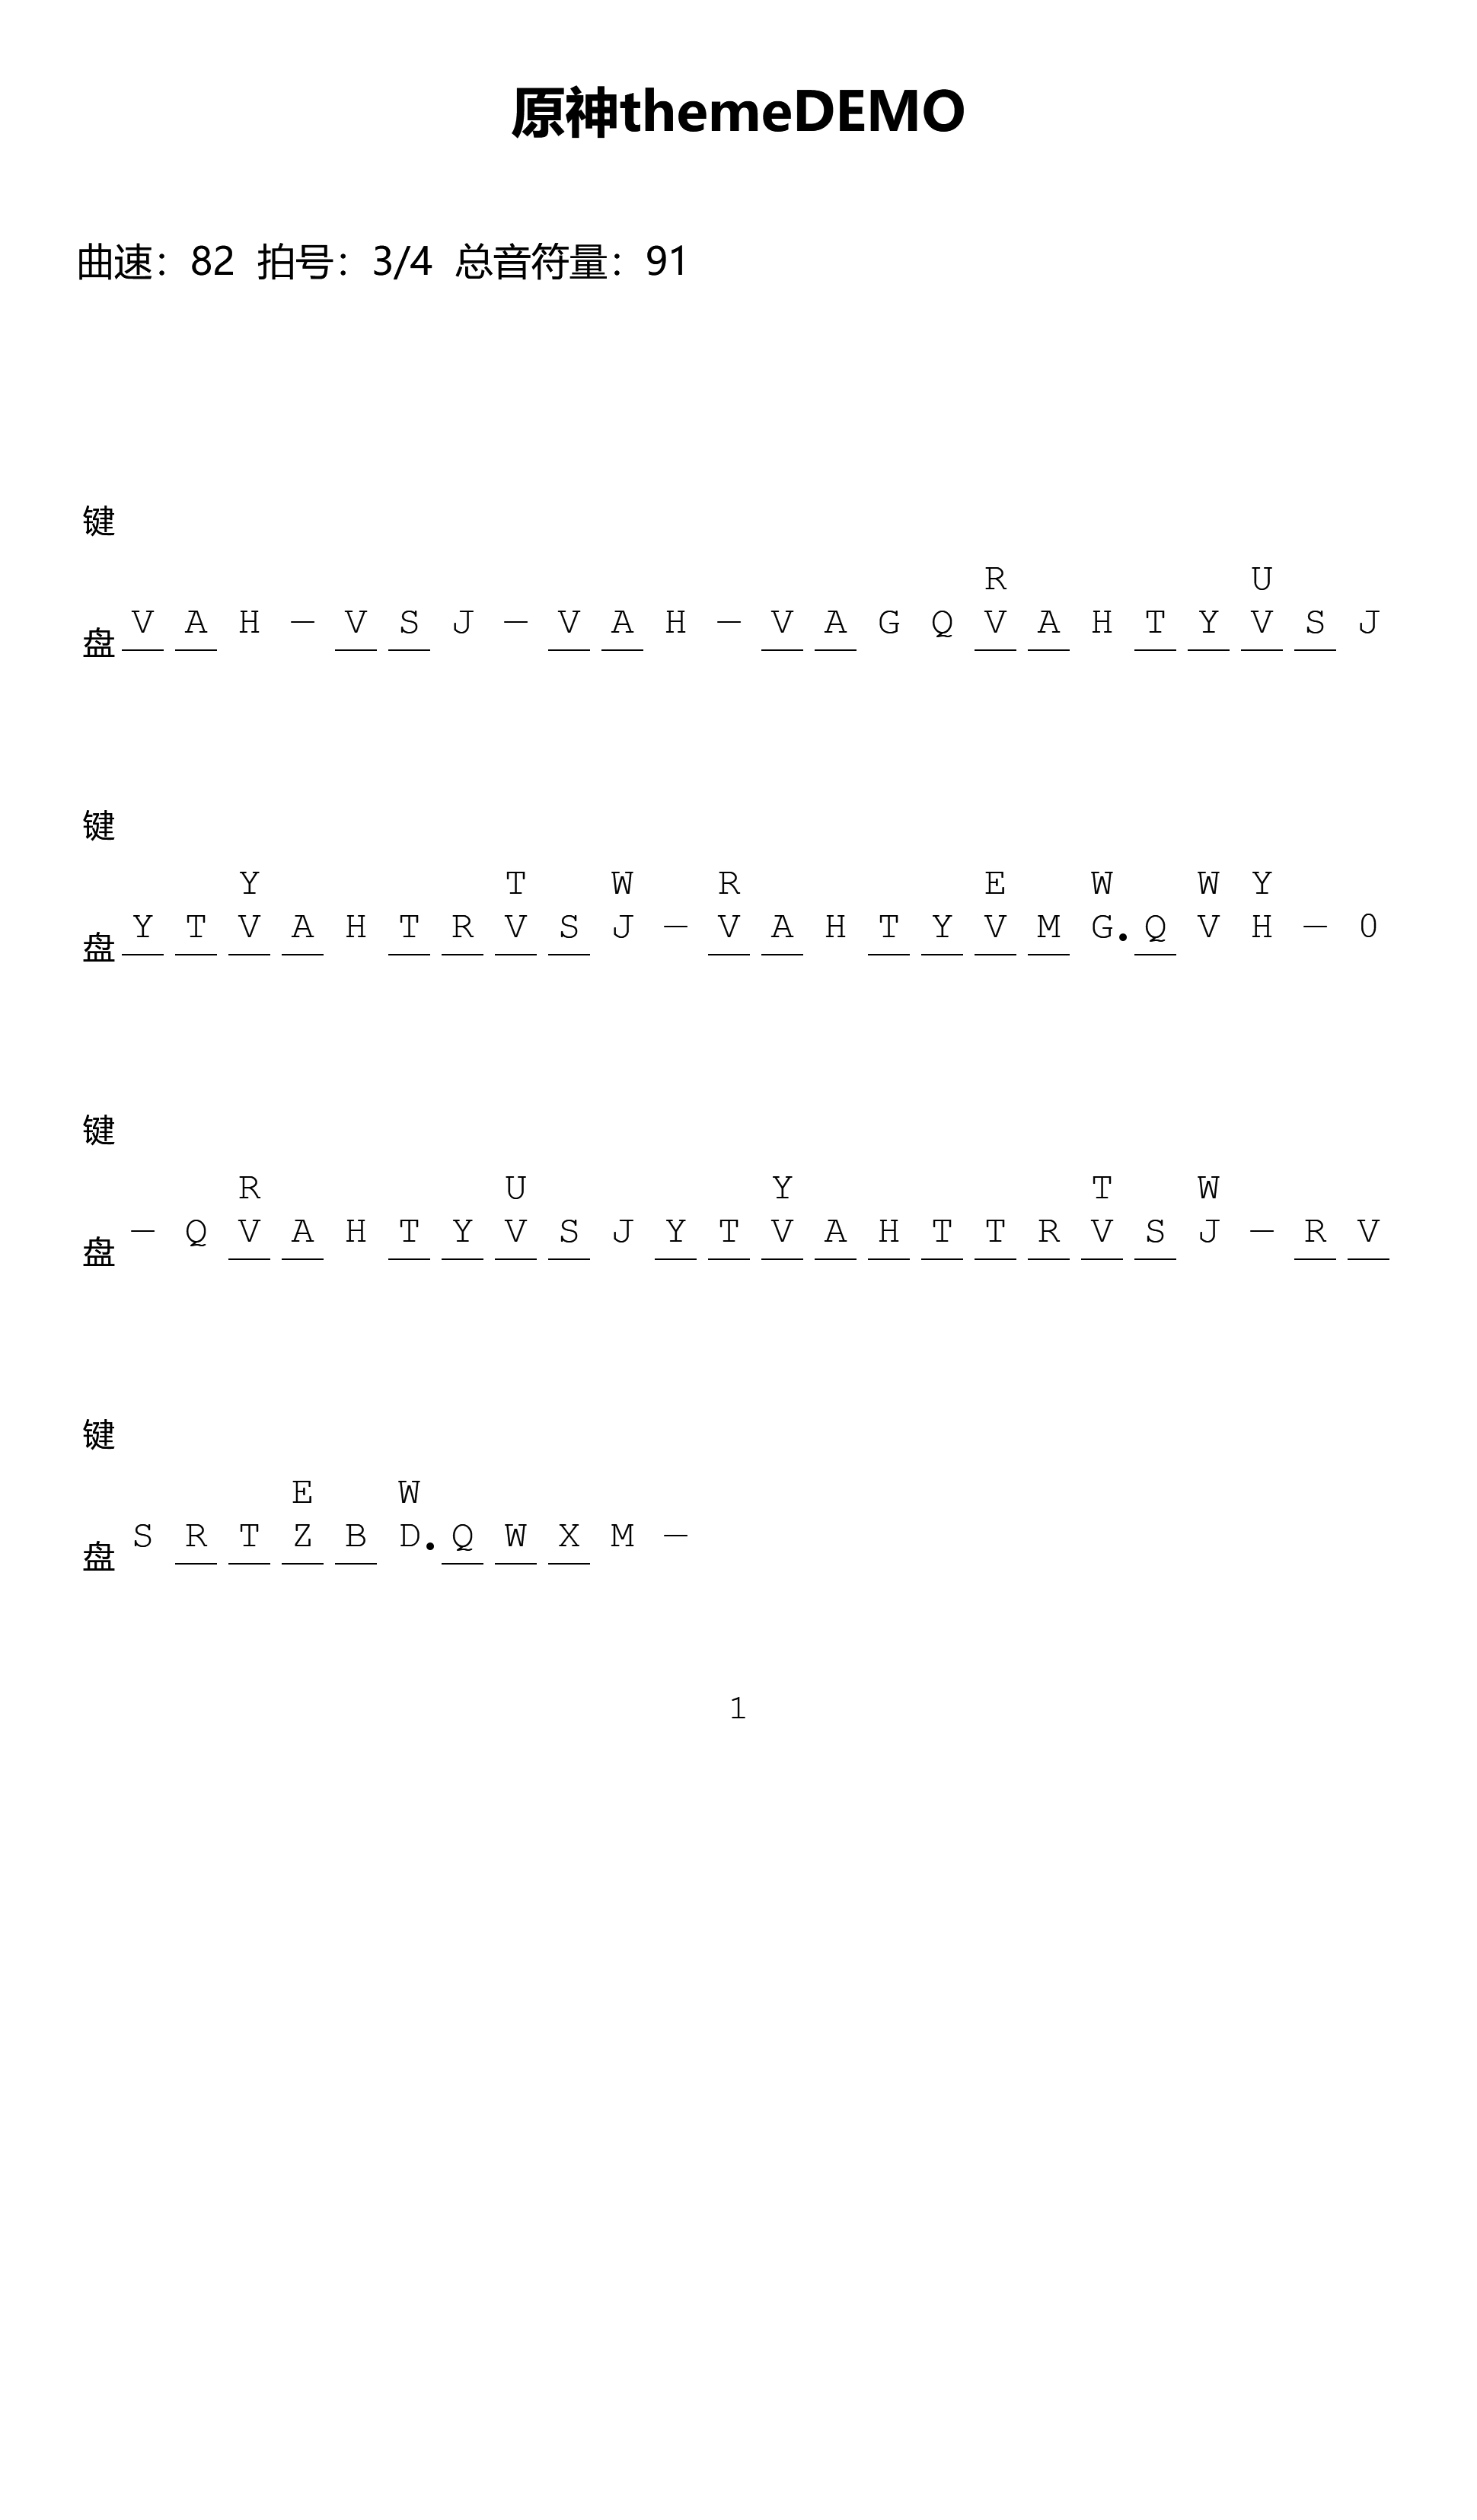 原神themeDEMO
曲速：82 拍号：3/4 总音符量：91
键
R U
盘 V A H － V S J － V A H － V A G Q V A H T Y V S J
键
Y T W R E W W Y
盘 Y T V A H T R V S J － V A H T Y V M G. Q V H － 0
键
R U Y T W
盘 － Q V A H T Y V S J Y T V A H T T R V S J － R V
键
E W
盘 S R T Z B D. Q W X M －
1